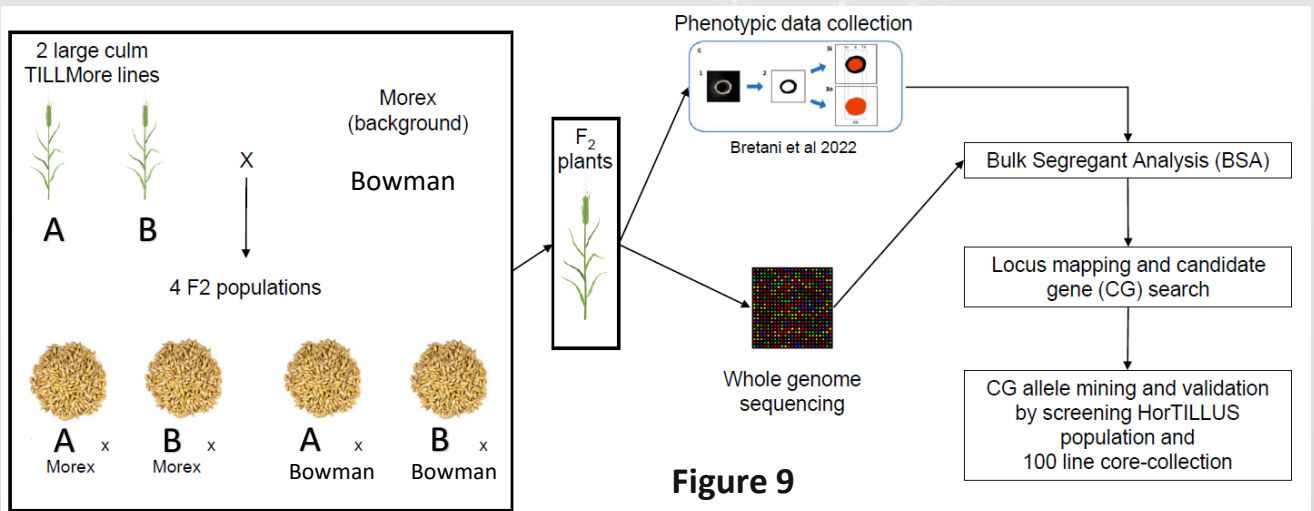 2 large culm
TILLMore lines
Morex
(background)
X
Bowman
A
B
4 F2 populations
A x
Morex
B x
Morex
A x
Bowman
B x
Bowman
F2
plants
Phenotypic data collection
C
1
2
Bretani et al 2022
Whole genome
sequencing
Bulk Segregant Analysis (BSA)
Locus mapping and candidate
gene (CG) search
CG allele mining and validation
by screening HorTILLUS
population and
100 line core-collection
Figure 9